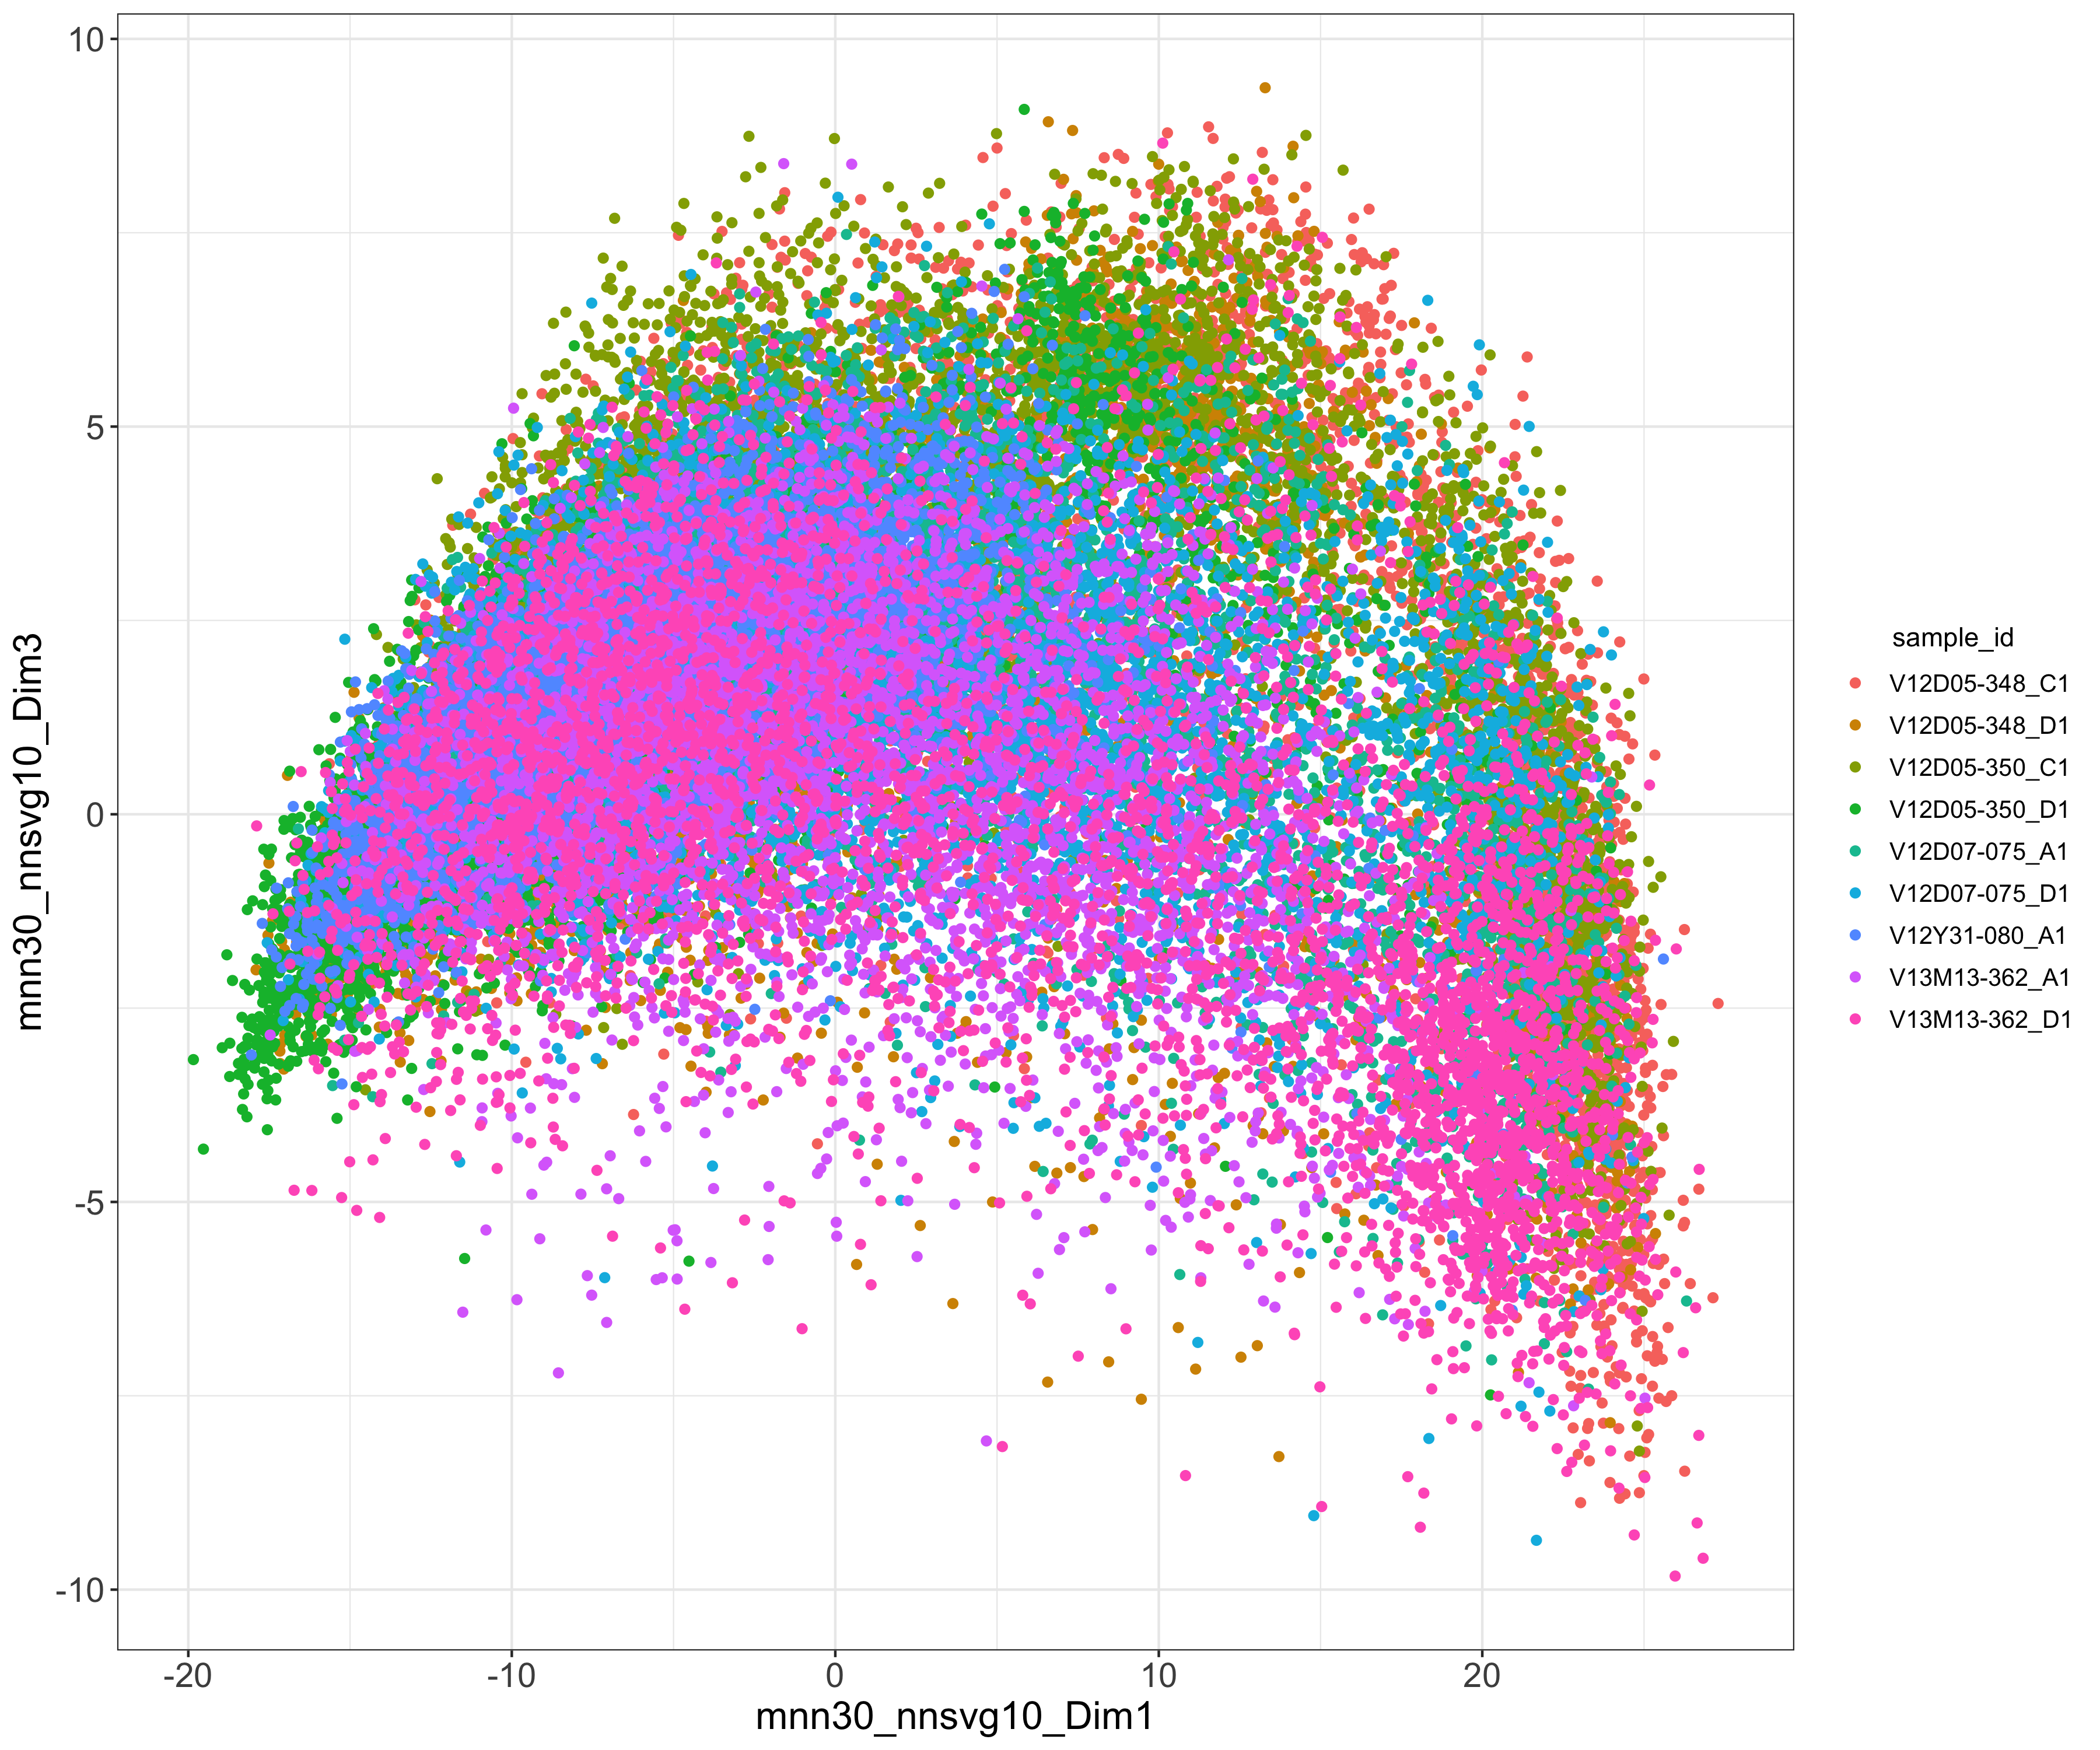 10
5
0
-5
-10
-20
-10
0
10
20
mnn30_nnsvg10_Dim1
mnn30_nnsvg10_Dim3
sample_id
V12D05-348_C1
V12D05-348_D1
V12D05-350_C1
V12D05-350_D1
V12D07-075_A1
V12D07-075_D1
V12Y31-080_A1
V13M13-362_A1
V13M13-362_D1